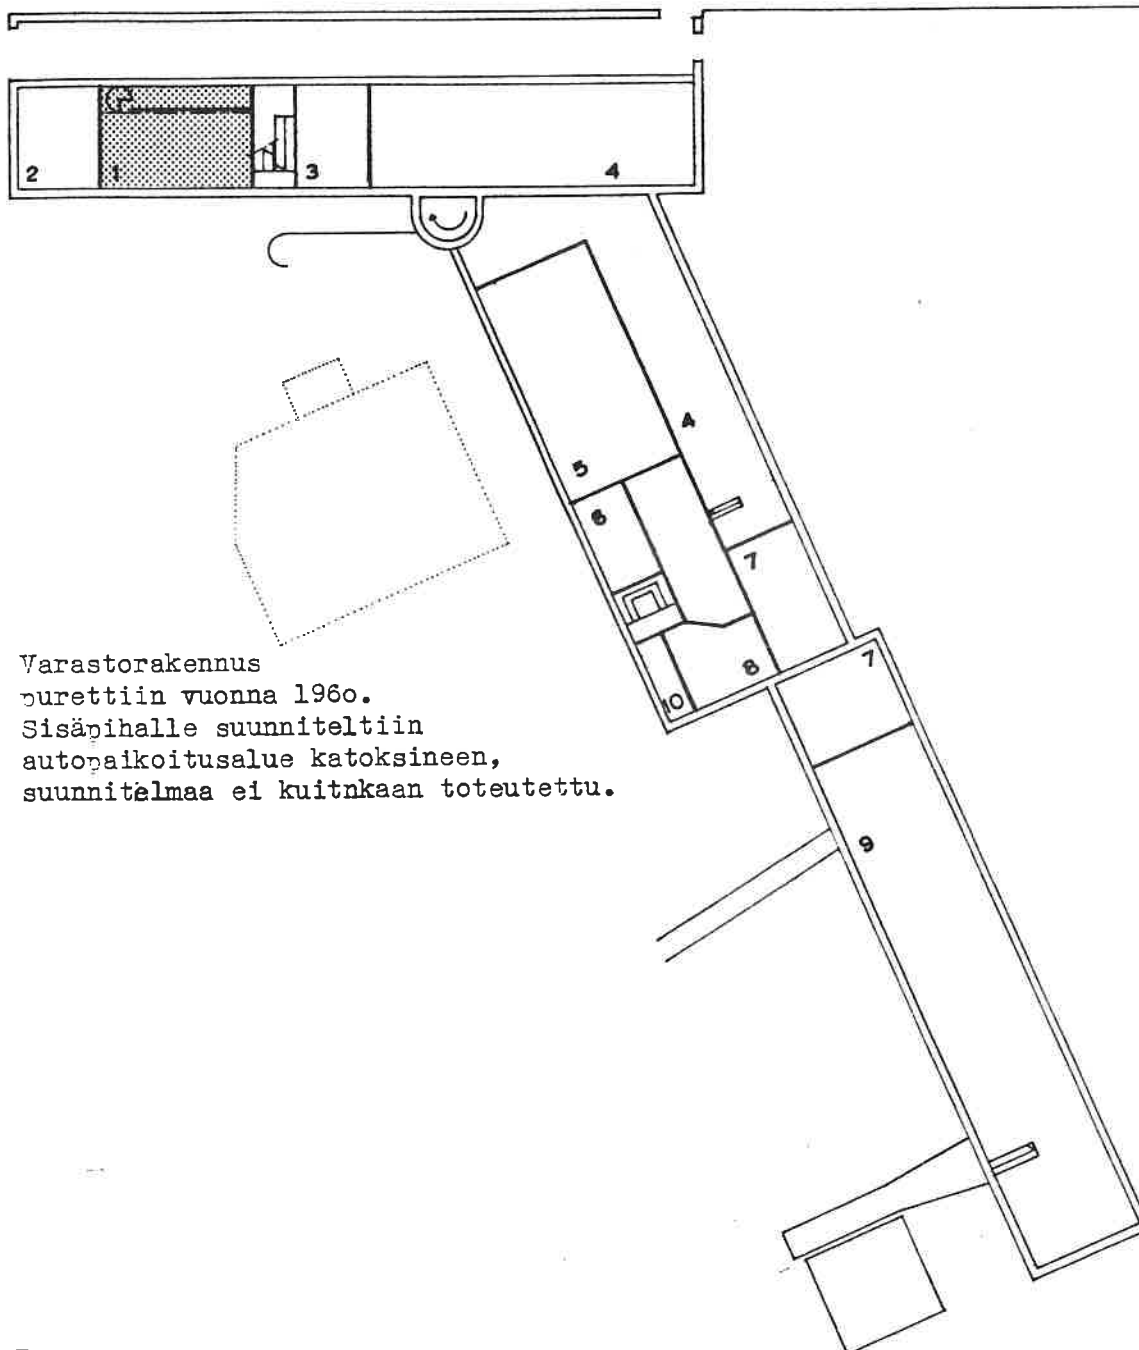 2
1
3
4
4
5
6
7
7
8
10
9
Varastorakennus
purettiin vuonna 196o.
Sisäpihalle suunniteltiin
autopaikoitusalue katoksineen,
suunnitelmaa ei kuitnkaan toteutettu.